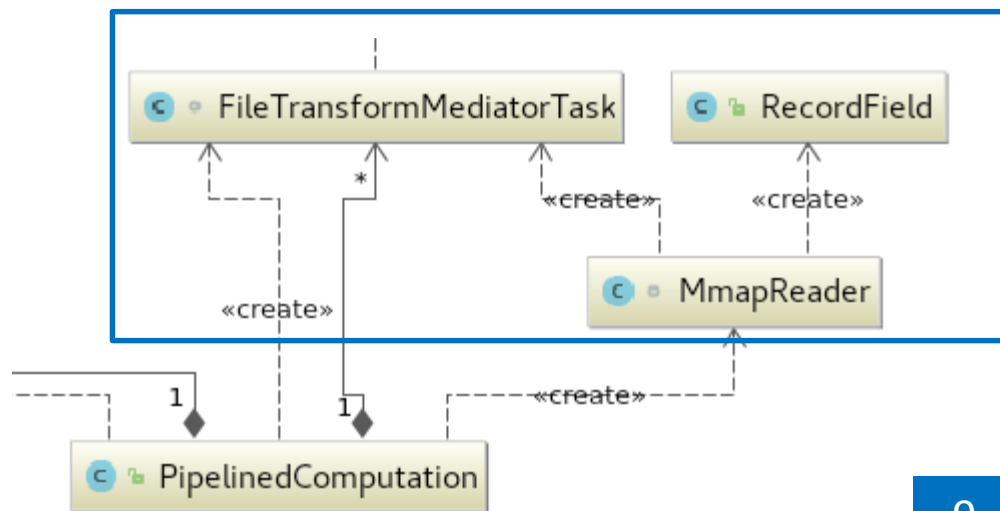 C FileTransformMediatorTask
C RecordField
*
«create» «create»
C MmapReader
«create»
1 1 «create»
C PipelinedComputation